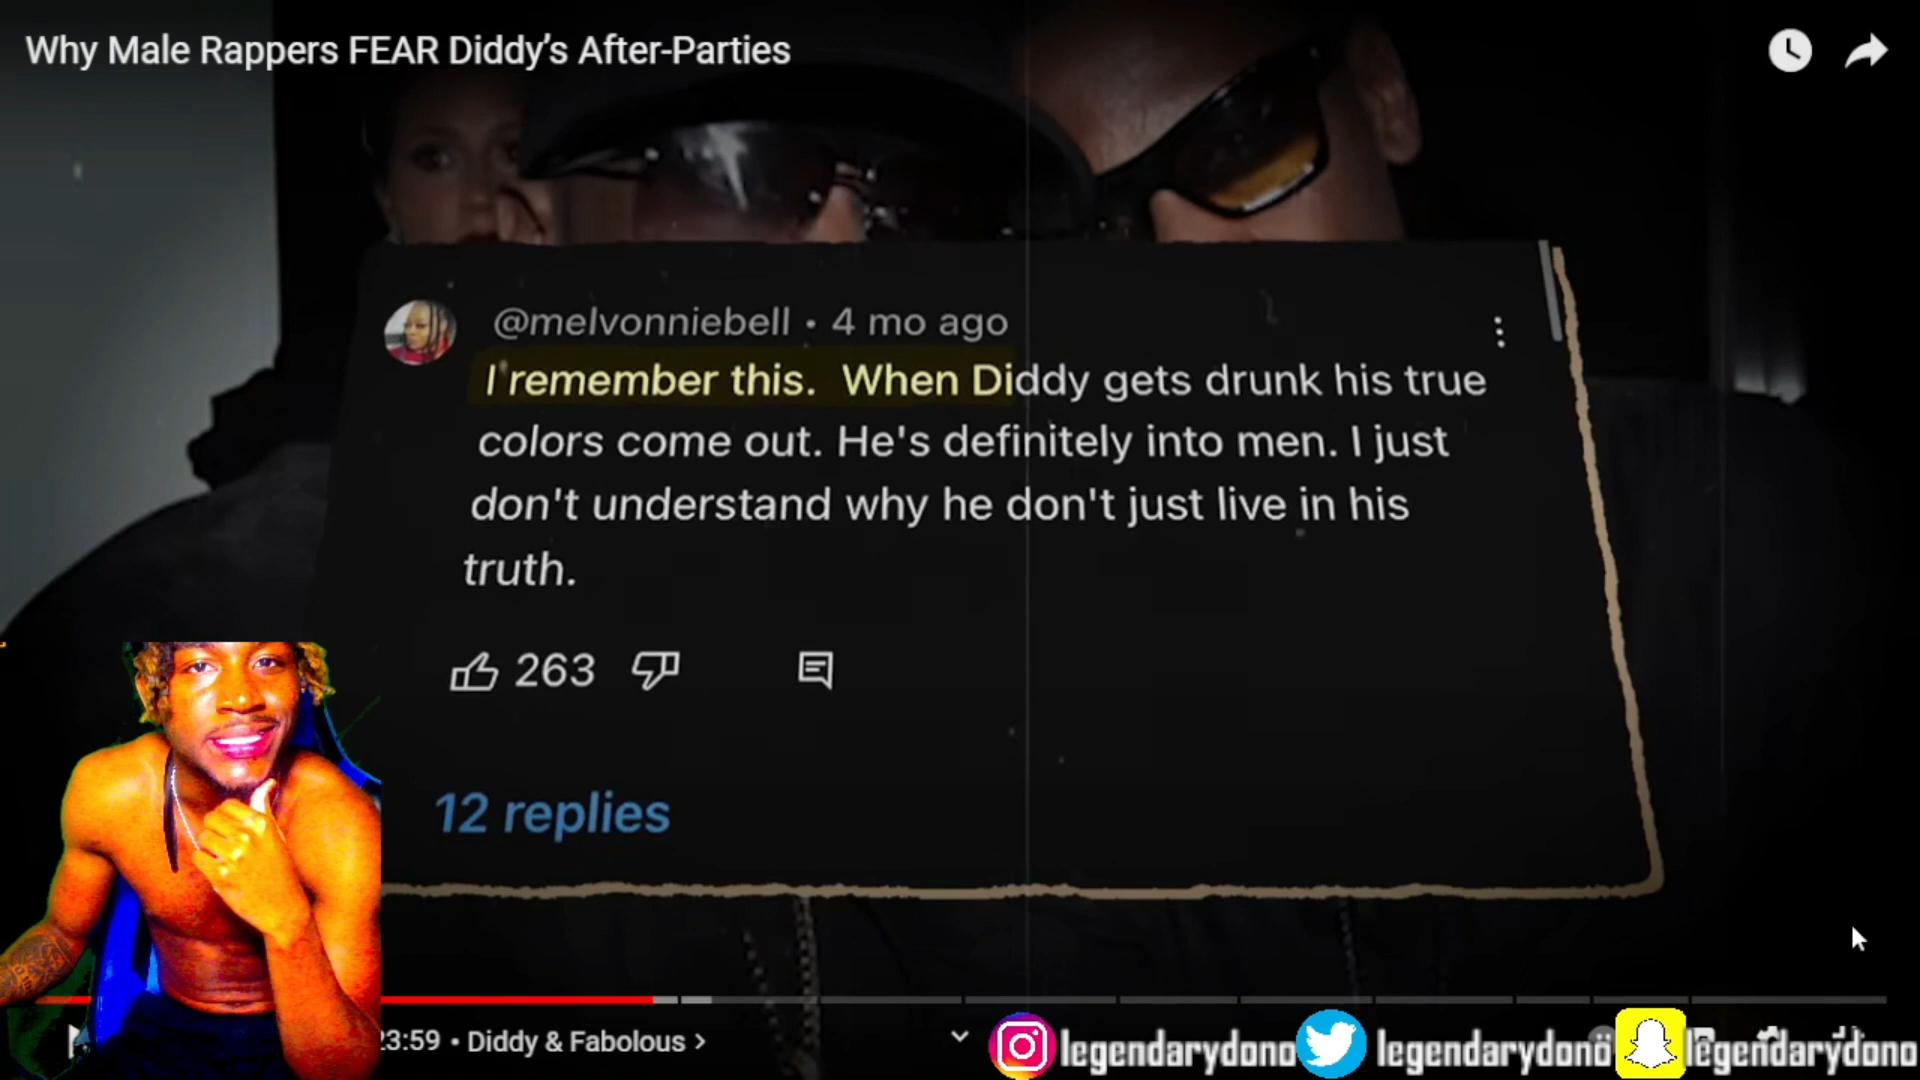 Why Male Rappers FEAR Diddy's After-Parties
@melvonniebell • 4 mo ago
I remember this. When Diddy gets drunk his true
colors come out. He's definitely into men. I just
don't understand why he don't just live in his
truth.
263
12 replies
23:59 • Diddy & Fabolous >
legendarydono legendarydono legendarydono